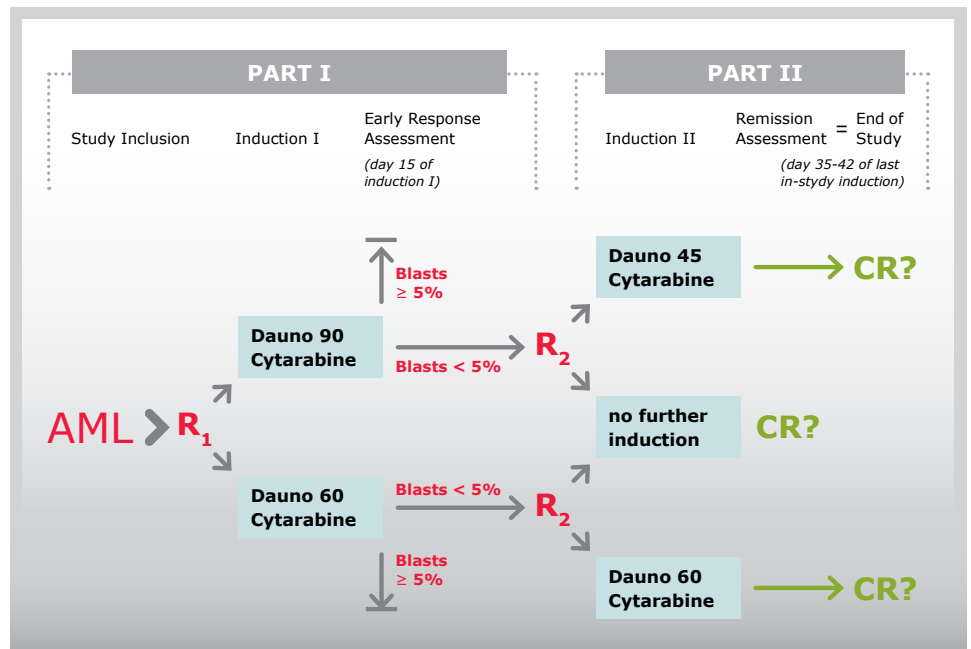 PART I
PART II
Study Inclusion
Induction I
Early Response
Assessment
(day 15 of
induction I)
Induction II
Remission
Assessment
=
End of
Study
(day 35-42 of last
in-stydy induction)
Blasts
≥ 5%
Dauno 90
Cytarabine
Blasts < 5%
R2
Dauno 45
Cytarabine
CR?
AML
R1
no further
induction
CR?
Dauno 60
Cytarabine
Blasts < 5%
R2
Blasts
≥ 5%
Dauno 60
Cytarabine
CR?